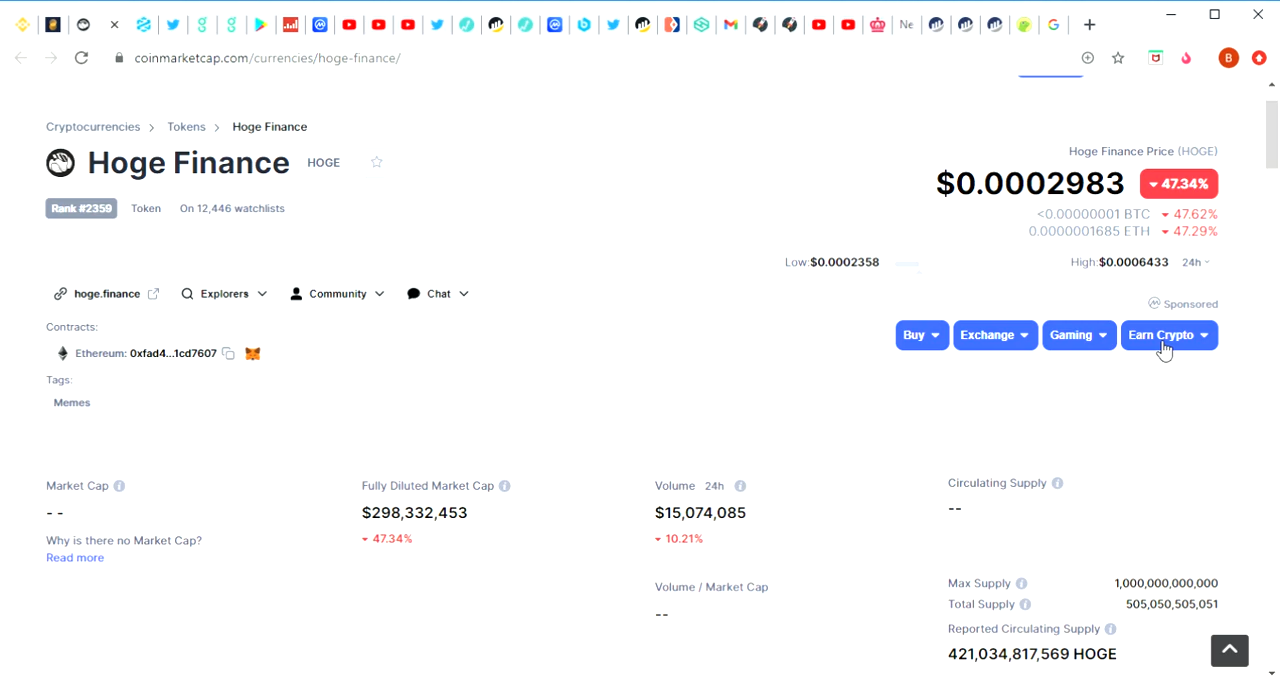 Ne
coinmarketcap.com/currencies/hoge-finance/
B
Cryptocurrencies > Tokens > Hoge Finance
Hoge Finance HOGE
Rank #2359 Token On 12,446 watchlists
Hoge Finance Price (HOGE)
$0.0002983 47.34%
<0.00000001 BTC 47.62%
0.0000001685 ETH 47.29%
Low:$0.0002358 High:$0.0006433 24h
hoge.finance Explorers Community Chat
Sponsored
Contracts:
Buy Exchange Gaming Earn Crypto
Ethereum: 0xfad4...1cd7607
Tags:
Memes
Market Cap
- -
Why is there no Market Cap?
Read more
Fully Diluted Market Cap
$298,332,453
47.34%
Volume 24h
$15,074,085
10.21%
Volume / Market Cap
--
Circulating Supply
--
Max Supply 1,000,000,000,000
Total Supply 505,050,505,051
Reported Circulating Supply
421,034,817,569 HOGE